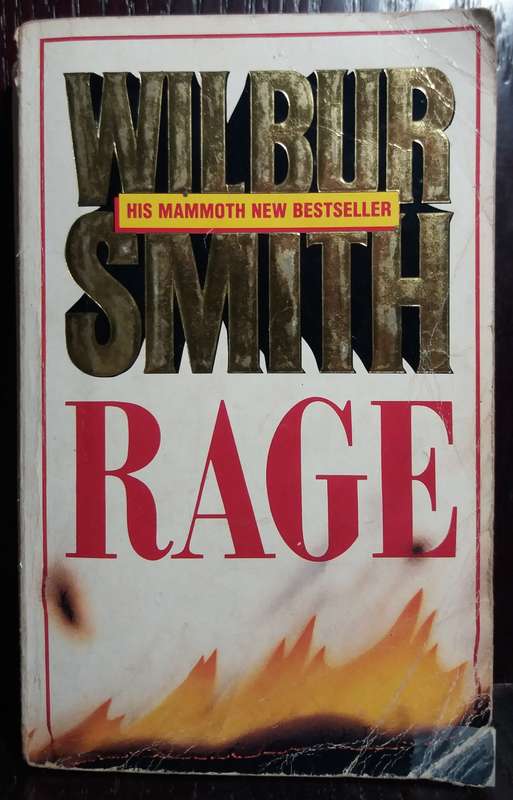 WILBUR
HIS MAMMOTH NEW BESTSELLER
SMITH
RAGE